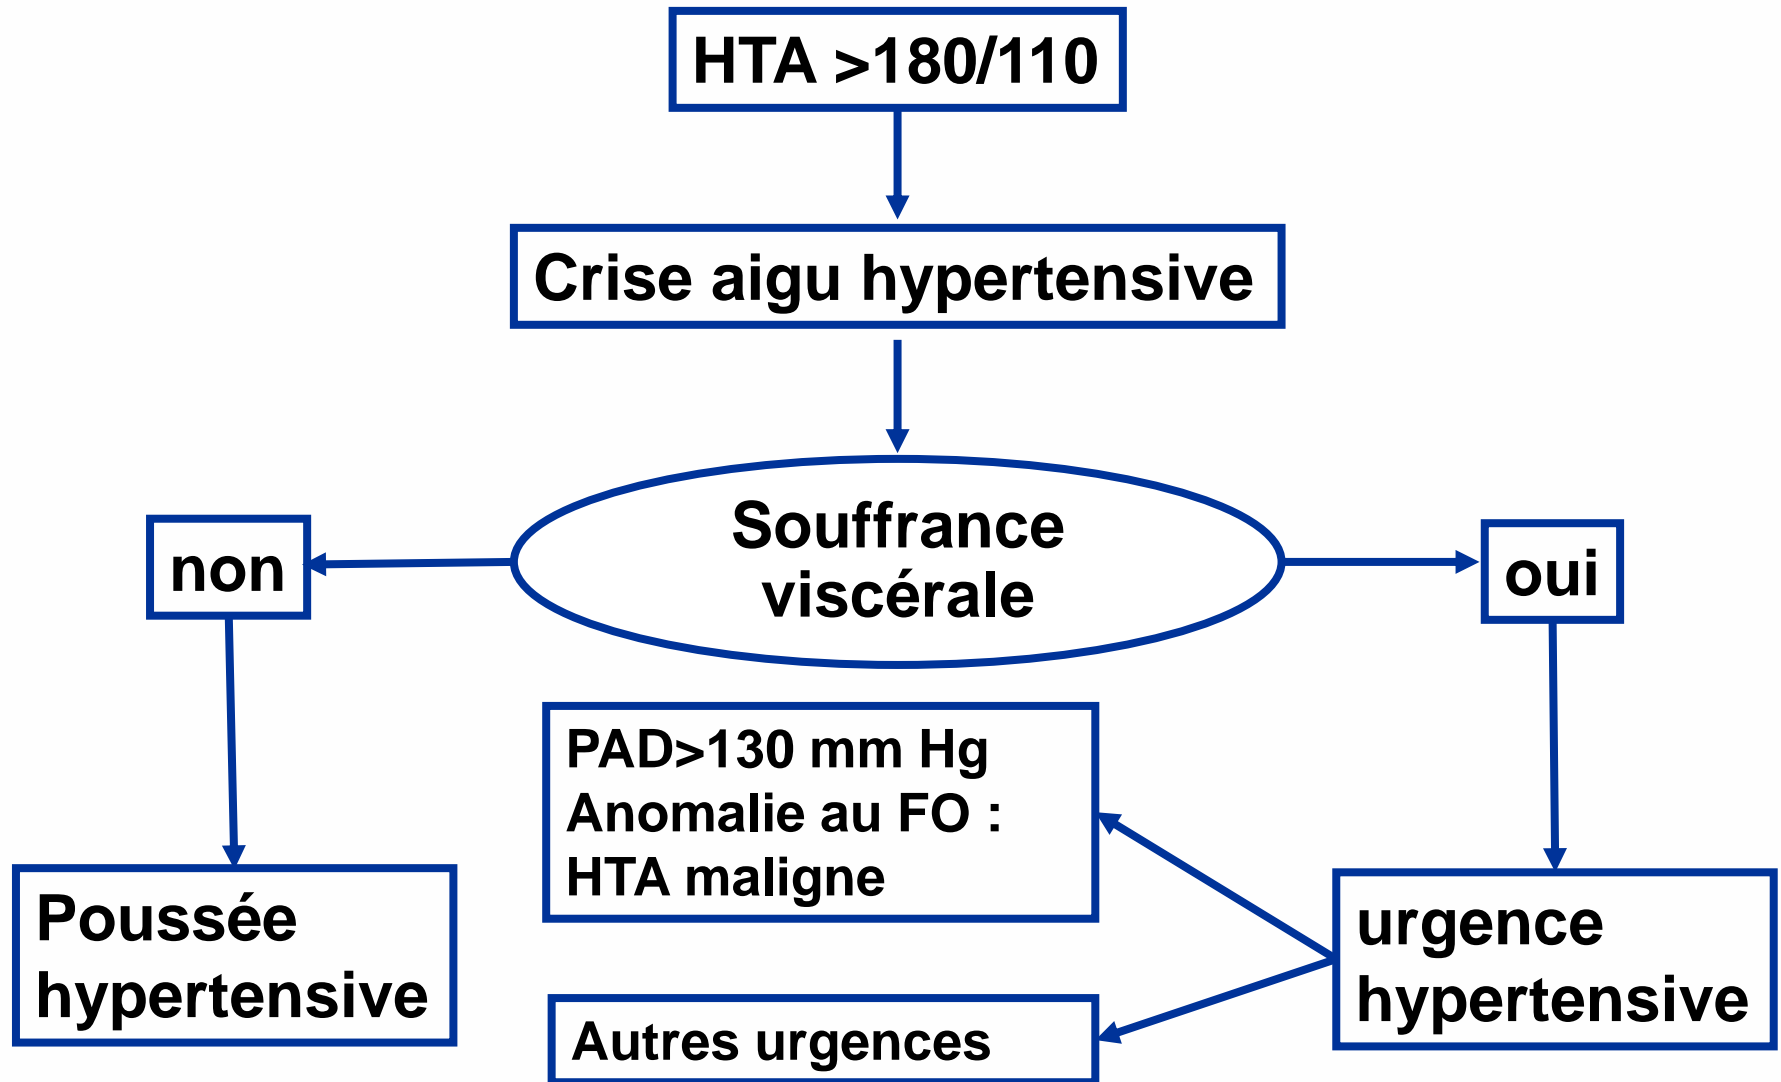 HTA >180/110
Crise aigu hypertensive
Souffrance
viscérale
non
oui
PAD>130 mm Hg
Anomalie au FO :
HTA maligne
Poussée
hypertensive
urgence
hypertensive
Autres urgences